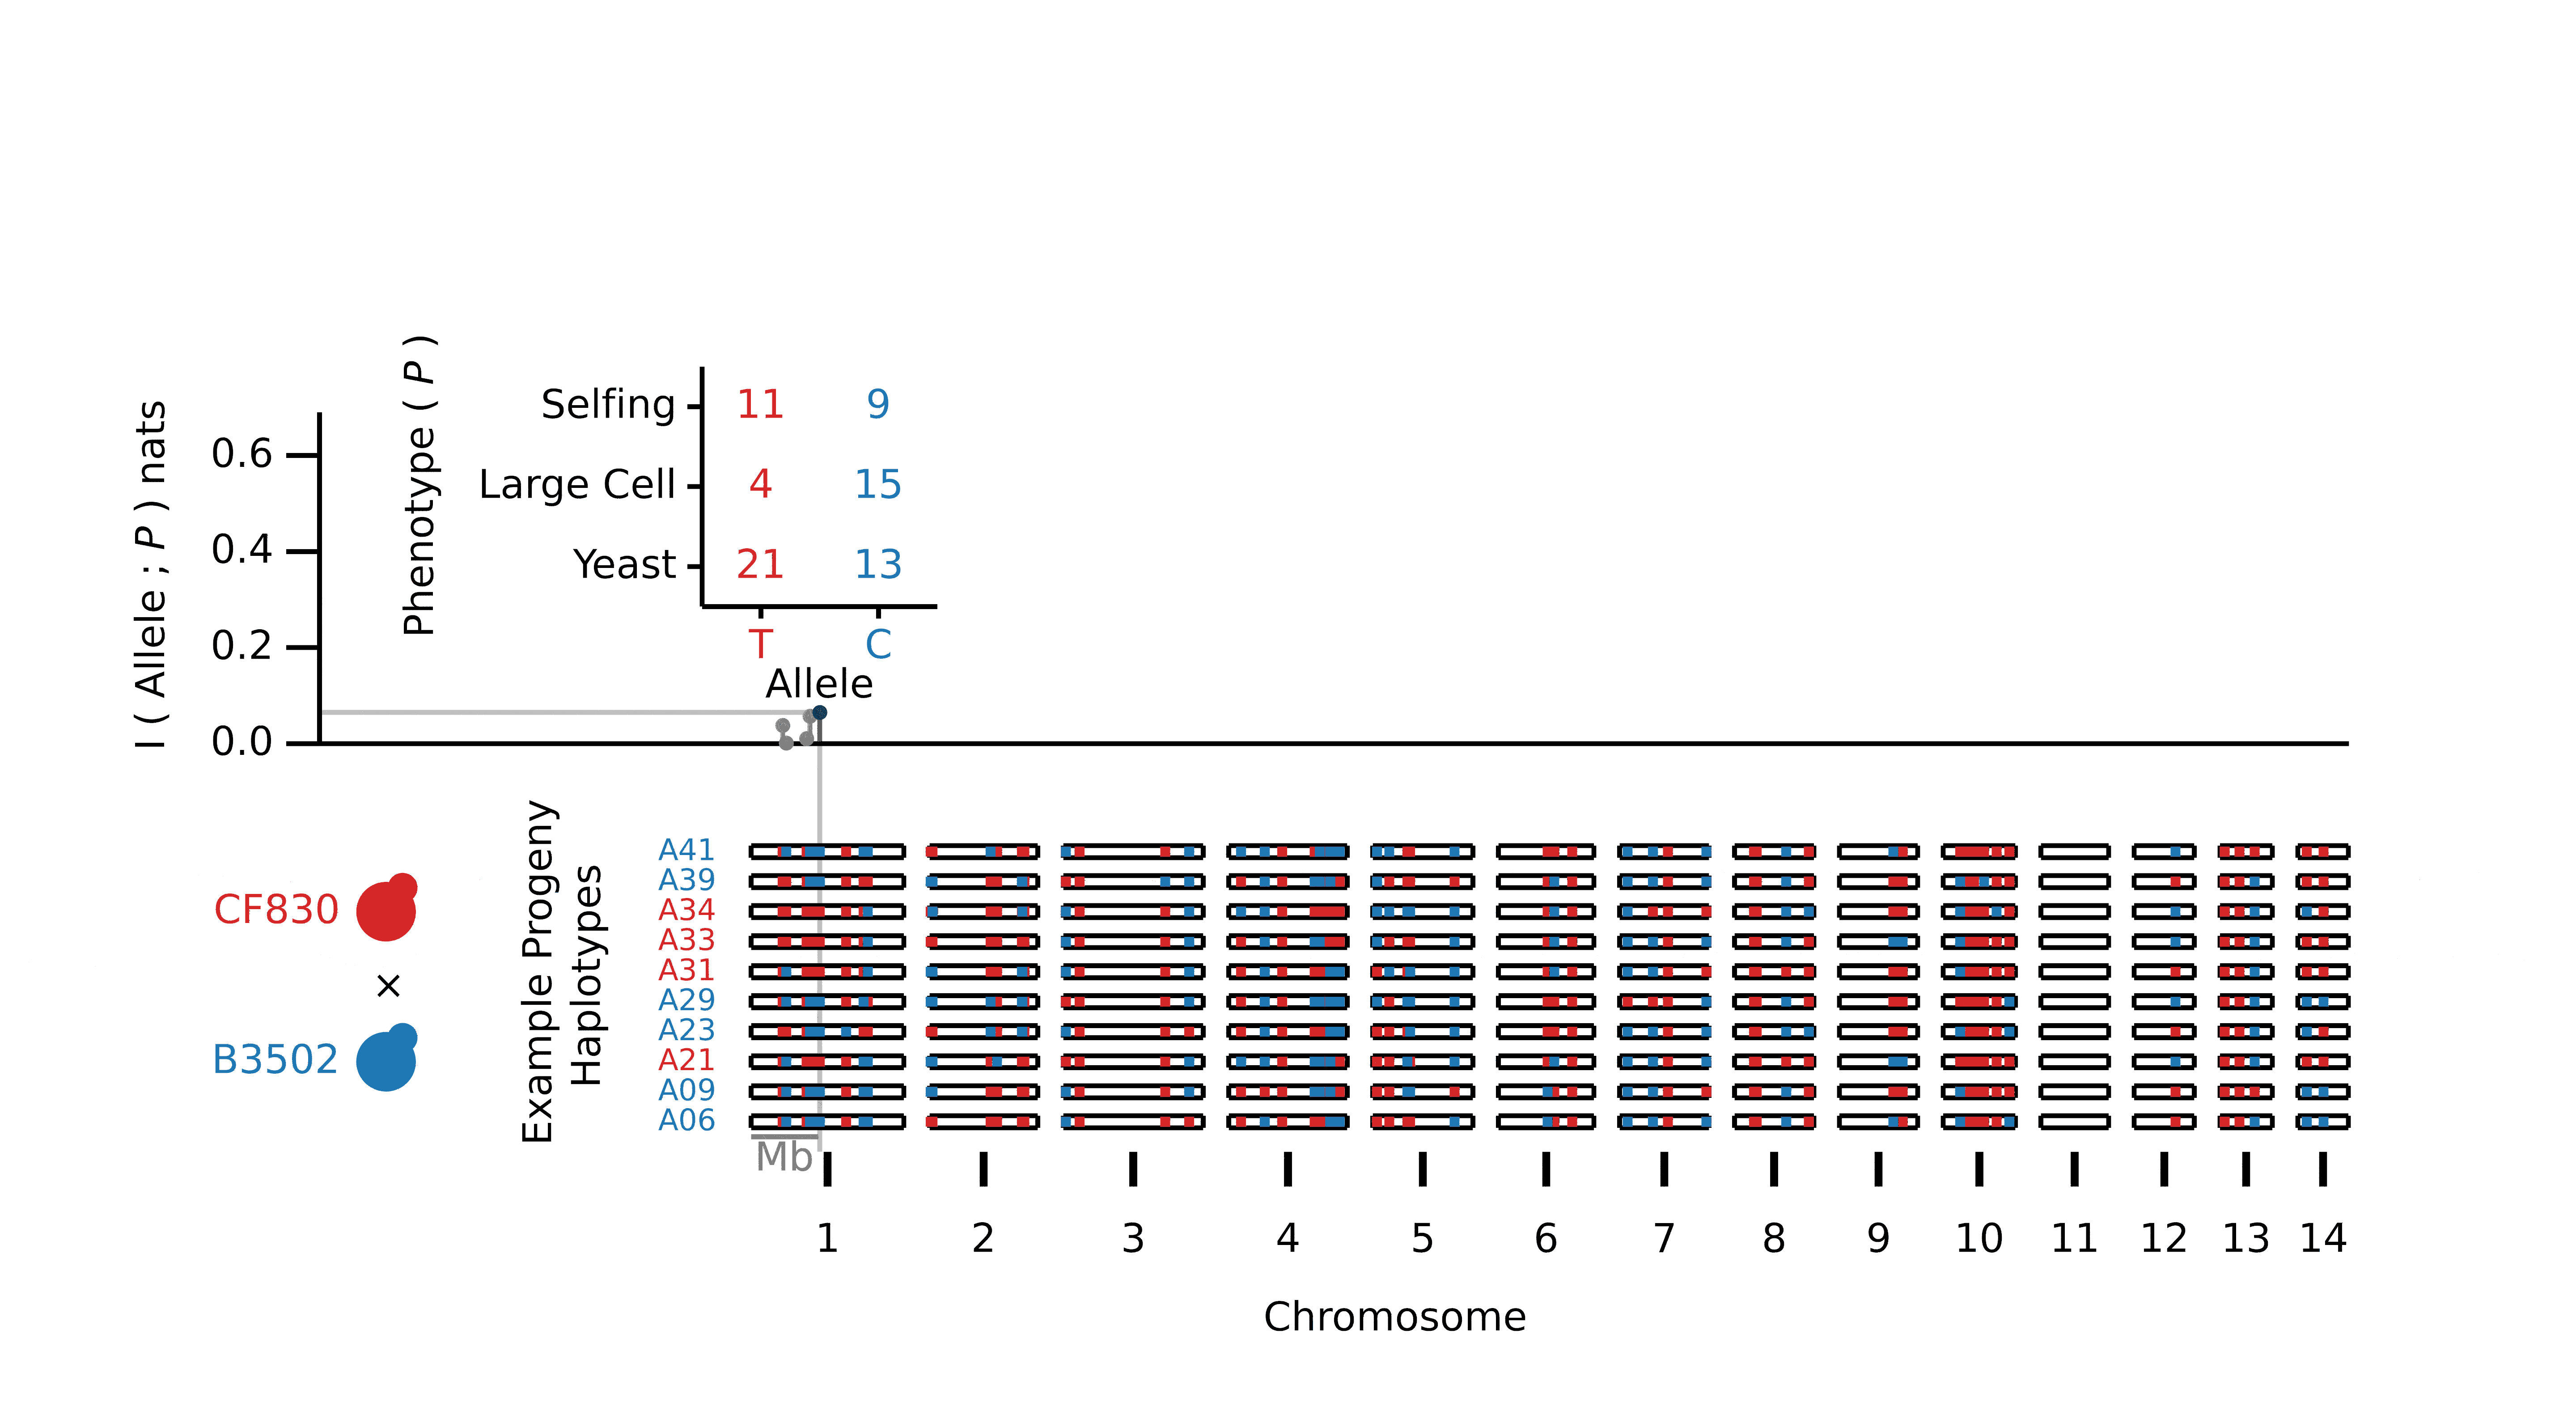 I ( Allele ; P ) nats
0.6
0.4
0.2
0.0
Phenotype ( P )
Selfing 11 9
Large Cell 4 15
Yeast 21 13
T C
Allele
CF830
×
B3502
Example Progeny
Haplotypes
A41
A39
A34
A33
A31
A29
A23
A21
A09
A06
Mb
1 2 3 4 5 6 7 8 9 10 11 12 13 14
Chromosome